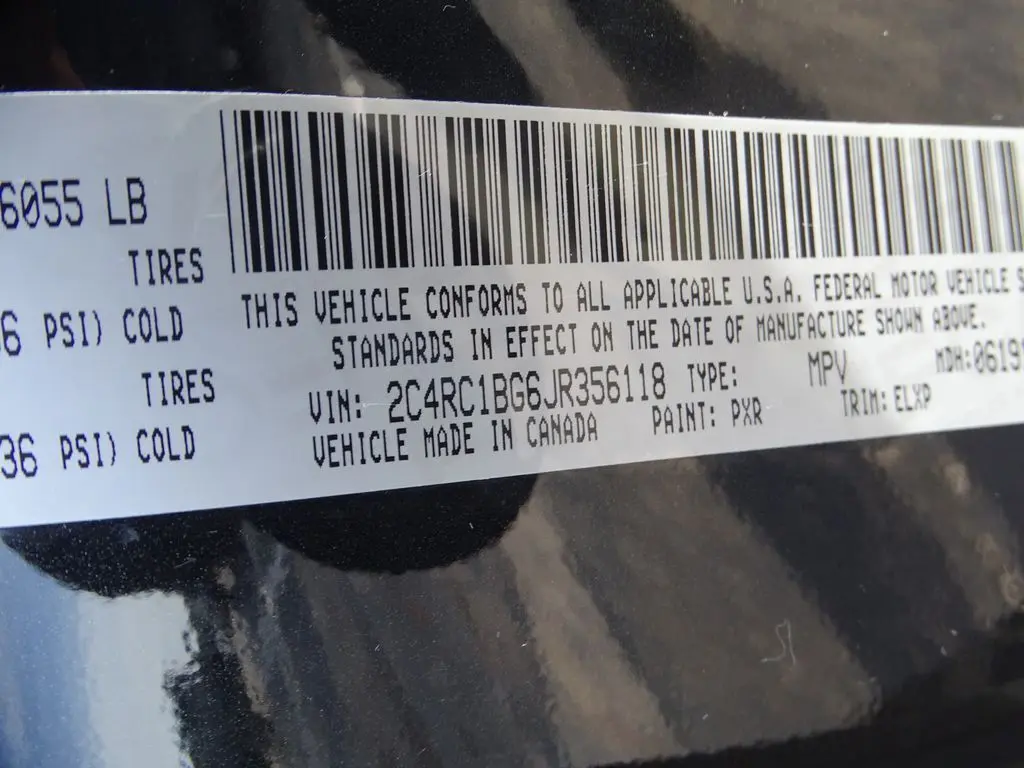 6055 LB
TIRES
6 PSI) COLD
TIRES
36 PSI) COLD
THIS VEHICLE CONFORMS TO ALL APPLICABLE U.S.A. FEDERAL MOTOR VEHICLE S
STANDARDS IN EFFECT ON THE DATE OF MANUFACTURE SHOWN ABOVE.
VIN: 2C4RC1BG6JR356118 TYPE: MPV MDH:0619
VEHICLE MADE IN CANADA PAINT: PXR TRIM: ELXP